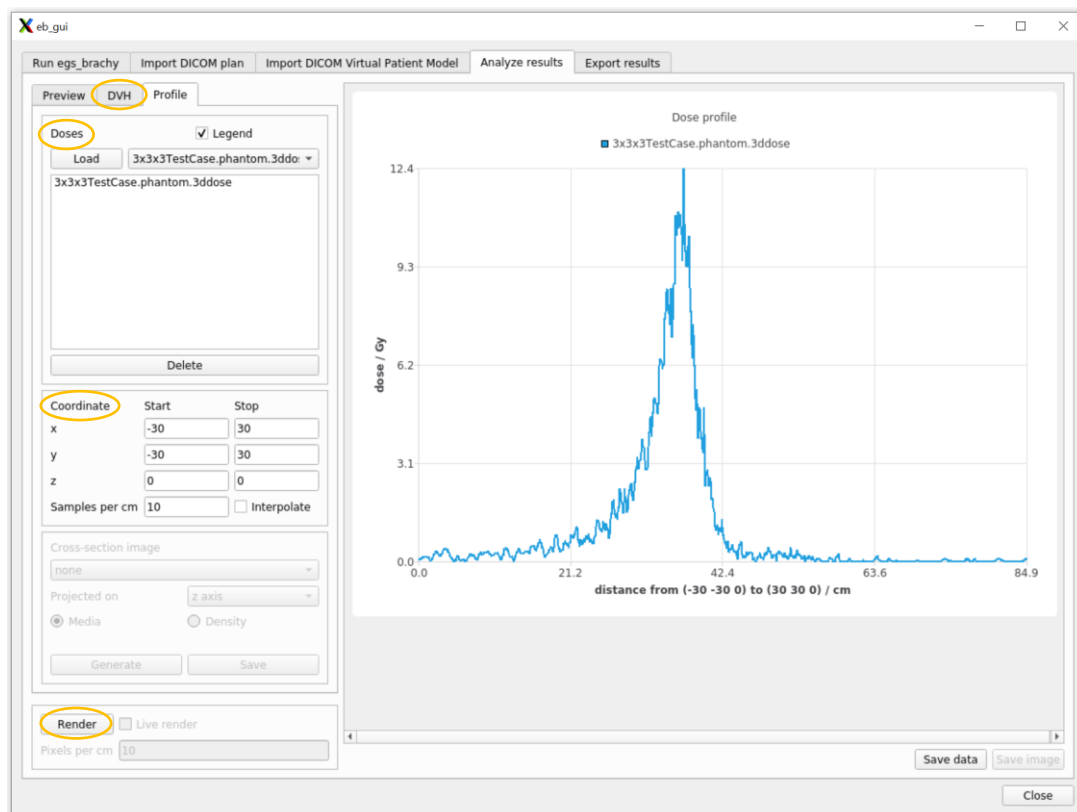 eb_gui
Run egs_brachy Import DICOM plan Import DICOM Virtual Patient Model Analyze results Export results
Preview DVH Profile
Doses Legend
Load 3x3x3TestCase.phantom.3ddo:
3x3x3TestCase.phantom.3ddose
Delete
Coordinate Start Stop
x -30 30
y -30 30
z 0 0
Samples per cm 10 Interpolate
Cross-section image
none
Projected on z axis
Media Density
Generate Save
Render Live render
Pixels per cm 10
Dose profile
3x3x3TestCase.phantom.3ddose
12.4
9.3
6.2
3.1
0.0
dose / Gy
0.0 21.2 42.4 63.6 84.9
distance from (-30 -30 0) to (30 30 0) / cm
Save data Save image
Close